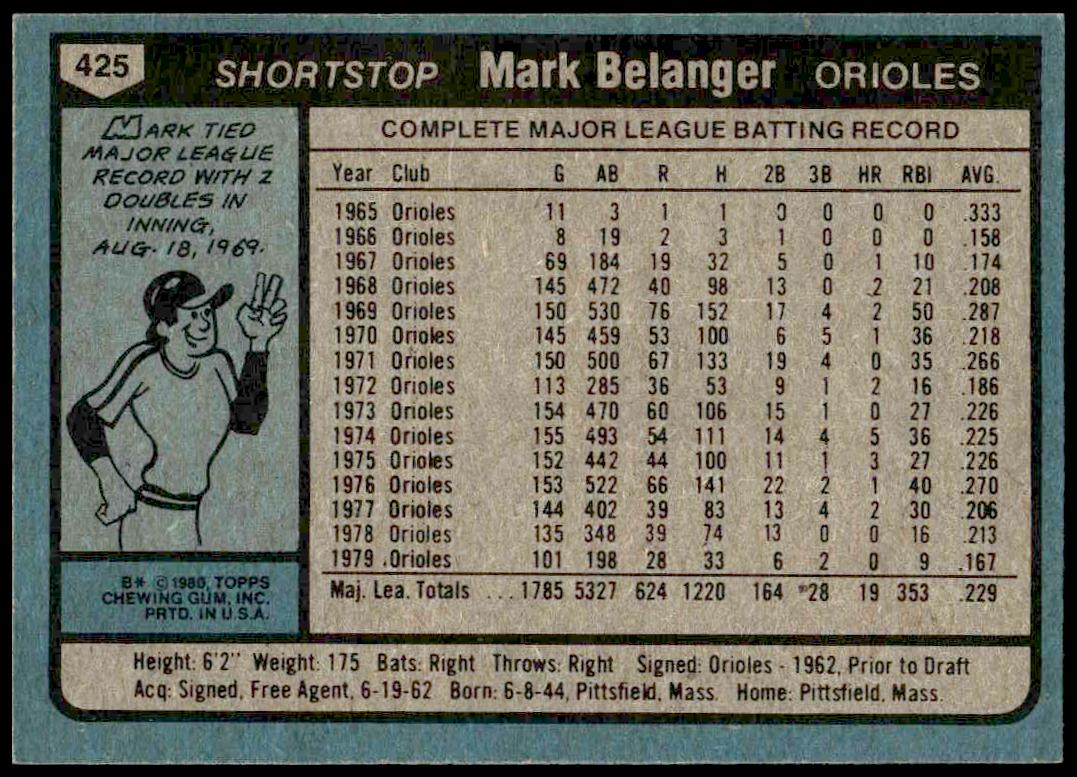 425 SHORTSTOP Mark Belanger ORIOLES
MARK TIED
MAJOR LEAGUE
RECORD WITH 2
DOUBLES IN
INNING,
AUG. 18, 1969.
B* © 1980, TOPPS
CHEWING GUM, INC.
PRTD. IN U.S.A.
COMPLETE MAJOR LEAGUE BATTING RECORD
Year Club G AB R H 2B 3B HR RBI AVG.
1965 Orioles 11 3 1 1 0 0 0 0 .333
1966 Orioles 8 19 2 3 1 0 0 0 .158
1967 Orioles 69 184 19 32 5 0 1 10 .174
1968 Orioles 145 472 40 98 13 0 2 21 .208
1969 Orioles 150 530 76 152 17 4 2 50 .287
1970 Orioles 145 459 53 100 6 5 1 36 .218
1971 Orioles 150 500 67 133 19 4 0 35 .266
1972 Orioles 113 285 36 53 9 1 2 16 .186
1973 Orioles 154 470 60 106 15 1 0 27 .226
1974 Orioles 155 493 54 111 14 4 5 36 .225
1975 Orioles 152 442 44 100 11 1 3 27 .226
1976 Orioles 153 522 66 141 22 2 1 40 .270
1977 Orioles 144 402 39 83 13 4 2 30 .206
1978 Orioles 135 348 39 74 13 0 0 16 .213
1979 Orioles 101 198 28 33 6 2 0 9 .167
Maj. Lea. Totals ... 1785 5327 624 1220 164 28 19 353 .229
Height: 6'2" Weight: 175 Bats: Right Throws: Right Signed: Orioles - 1962, Prior to Draft
Acq: Signed, Free Agent, 6-19-62 Born: 6-8-44, Pittsfield, Mass. Home: Pittsfield, Mass.